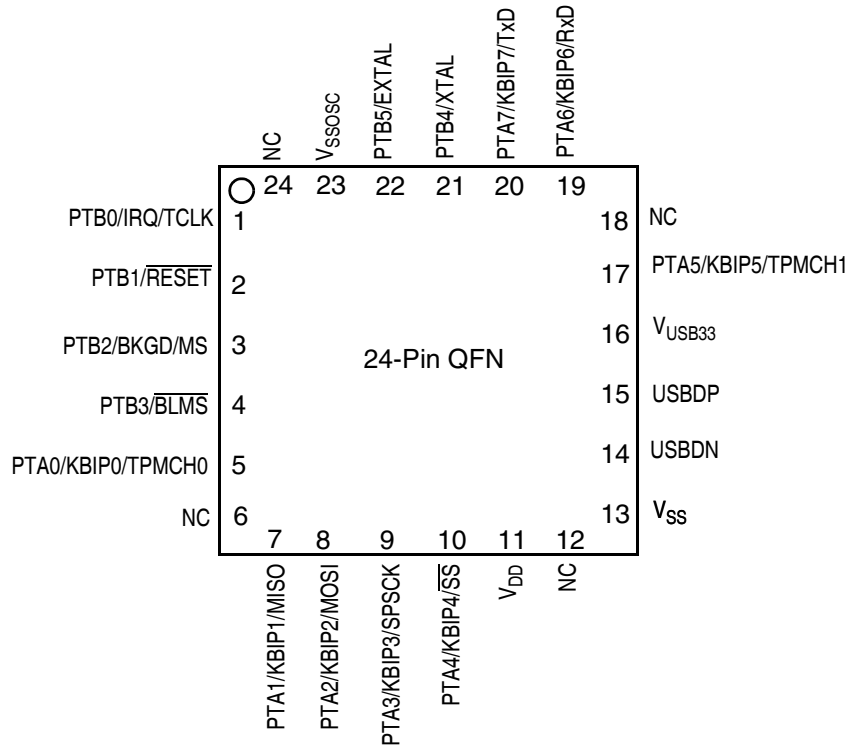 NC
VSSOSC
PTB5/EXTAL
PTB4/XTAL
PTA7/KBIP7/TxD
PTA6/KBIP6/RxD
24
23
22
21
20
19
PTB0/IRQ/TCLK 1
18 NC
PTB1/RESET 2
17 PTA5/KBIP5/TPMCH1
PTB2/BKGD/MS 3
24-Pin QFN
16 VUSB33
PTB3/BLMS 4
15 USBDP
PTA0/KBIP0/TPMCH0 5
14 USBDN
NC 6
13 VSS
7
8
9
10
11
12
PTA1/KBIP1/MISO
PTA2/KBIP2/MOSI
PTA3/KBIP3/SPSCK
PTA4/KBIP4/SS
VDD
NC